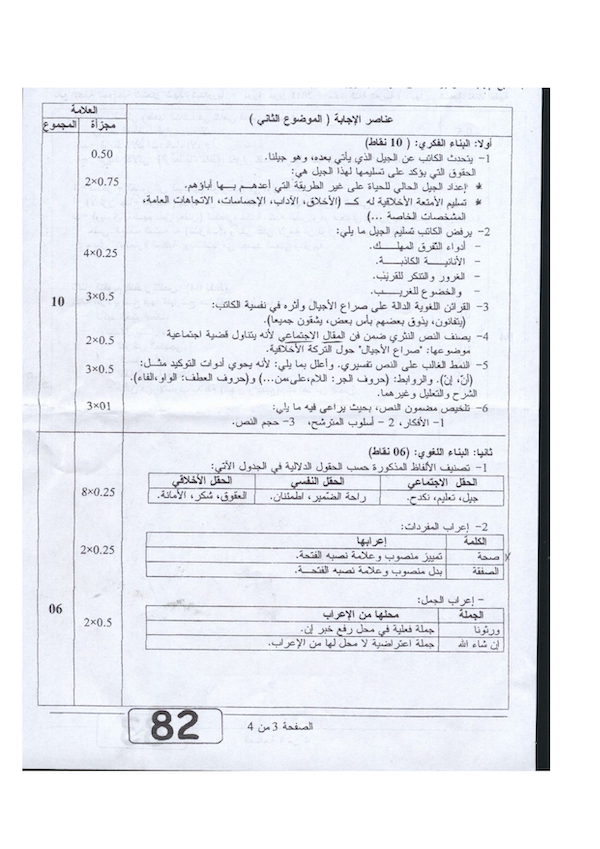 العلامة
عناصر الإجابة ( الموضوع الثاني )
مجزأة المجموع
أولا: البناء الفكري: ( 10 نقاط)
0.50 1- يتحدث الكاتب عن الجيل الذي يأتي بعده، وهو جيلنا.
الحقوق التي يؤكد على تسليمها لهذا الجيل هي:
2×0.75 * إعداد الجيل الحالي للحياة على غير الطريقة التي أعدهم بها آباؤهم.
* تسليم الأمتعة الأخلاقية له كـ (الأخلاق، الآداب، الإحساسات، الاتجاهات العامة،
المشخصات الخاصة ...)
2- يرفض الكاتب تسليم الجيل ما يلي:
4×0.25 - أدواء التفرق المهلك.
- الأنانية الكاذبة.
- الغرور والتنكر للقريب.
- والخضوع للغريب.
10 3×0.5 3- القرائن اللغوية الدالة على صراع الأجيال وأثره في نفسية الكاتب:
(يتفانون، يذوق بعضهم بأس بعض، يشقون جميعا).
2×0.5 4- يصنف النص النثري ضمن فن المقال الاجتماعي لأنه يتناول قضية اجتماعية
موضوعها: "صراع الأجيال" حول التركة الأخلاقية.
3×0.5 5- النمط الغالب على النص تفسيري. وأعلل بما يلي: لأنه يحوي أدوات التوكيد مثل:
(أنّ، إنّ). والروابط: (حروف الجر: اللام،على،من...) و(حروف العطف: الواو،الفاء).
الشرح والتعليل وغيرهما.
3×01 6- تلخيص مضمون النص، بحيث يراعى فيه ما يلي:
1- الأفكار، 2 - أسلوب المترشح، 3- حجم النص.
ثانيا: البناء اللغوي: (06 نقاط)
1- تصنيف الألفاظ المذكورة حسب الحقول الدلالية في الجدول الآتي:
الحقل الاجتماعي الحقل النفسي الحقل الأخلاقي
8×0.25 جيل، تعليم، نكدح. راحة الضمير، اطمئنان. العقوق، شكر، الأمانة.
2- إعراب المفردات:
الكلمة إعرابها
2×0.25 صحة تمييز منصوب وعلامة نصبه الفتحة.
الصفقة بدل منصوب وعلامة نصبه الفتحة.
- إعراب الجمل:
06 الجملة محلها من الإعراب
2×0.5 ورثونا جملة فعلية في محل رفع خبر إن.
إن شاء الله جملة اعتراضية لا محل لها من الإعراب.
الصفحة 3 من 4
82